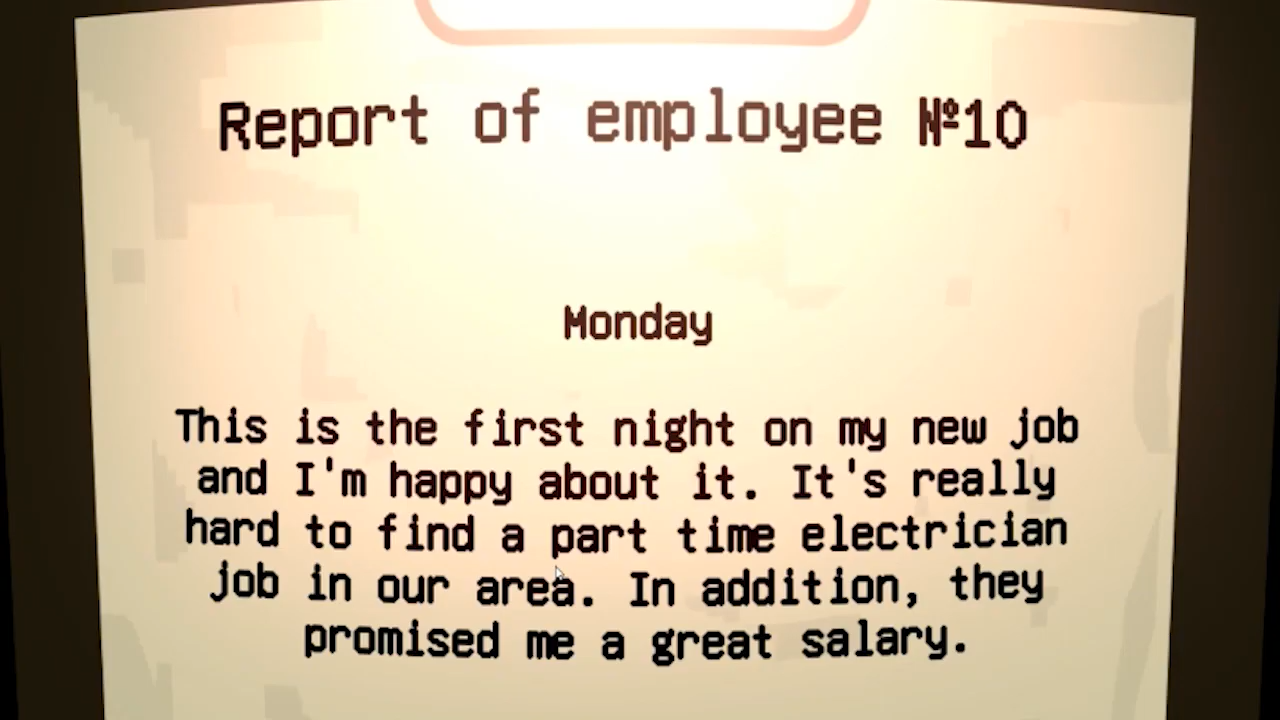 Report of employee №10
Monday
This is the first night on my new job
and I'm happy about it. It's really
hard to find a part time electrician
job in our area. In addition, they
promised me a great salary.